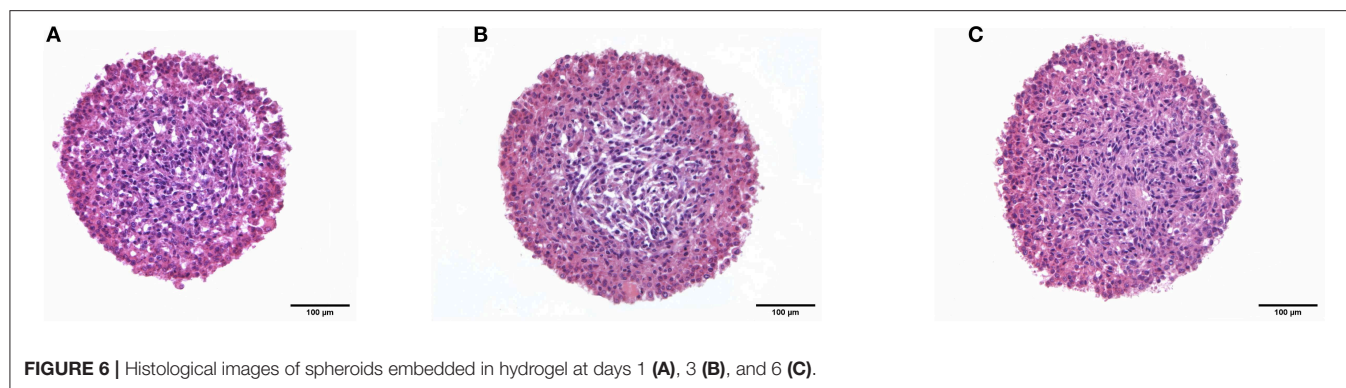 A
B
C
100 µm
100 µm
100 µm
FIGURE 6 | Histological images of spheroids embedded in hydrogel at days 1 (A), 3 (B), and 6 (C).